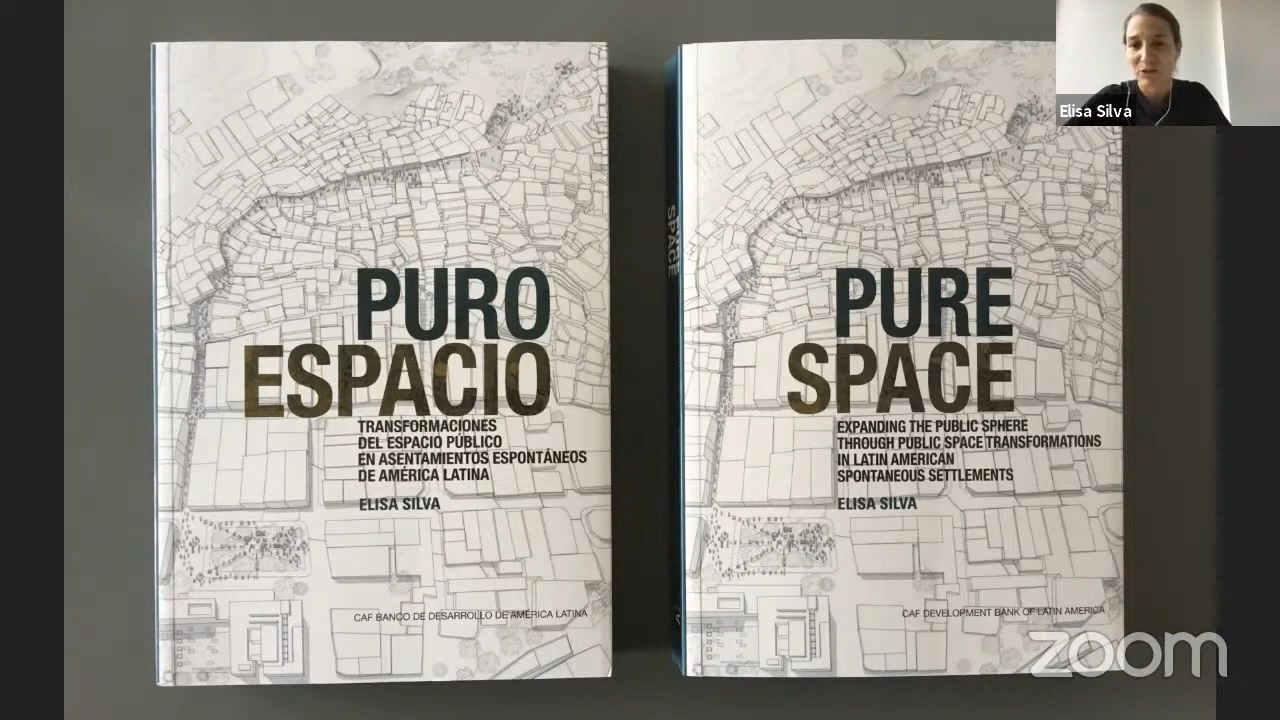 PURO
ESPACIO
TRANSFORMACIONES
DEL ESPACIO PÚBLICO
EN ASENTAMIENTOS ESPONTÁNEOS
DE AMÉRICA LATINA
ELISA SILVA
CAF BANCO DE DESARROLLO DE AMÉRICA LATINA
SPACE
PURE
SPACE
EXPANDING THE PUBLIC SPHERE
THROUGH PUBLIC SPACE TRANSFORMATIONS
IN LATIN AMERICAN
SPONTANEOUS SETTLEMENTS
ELISA SILVA
CAF DEVELOPMENT BANK OF LATIN AMERICA
Elisa Silva
zoom